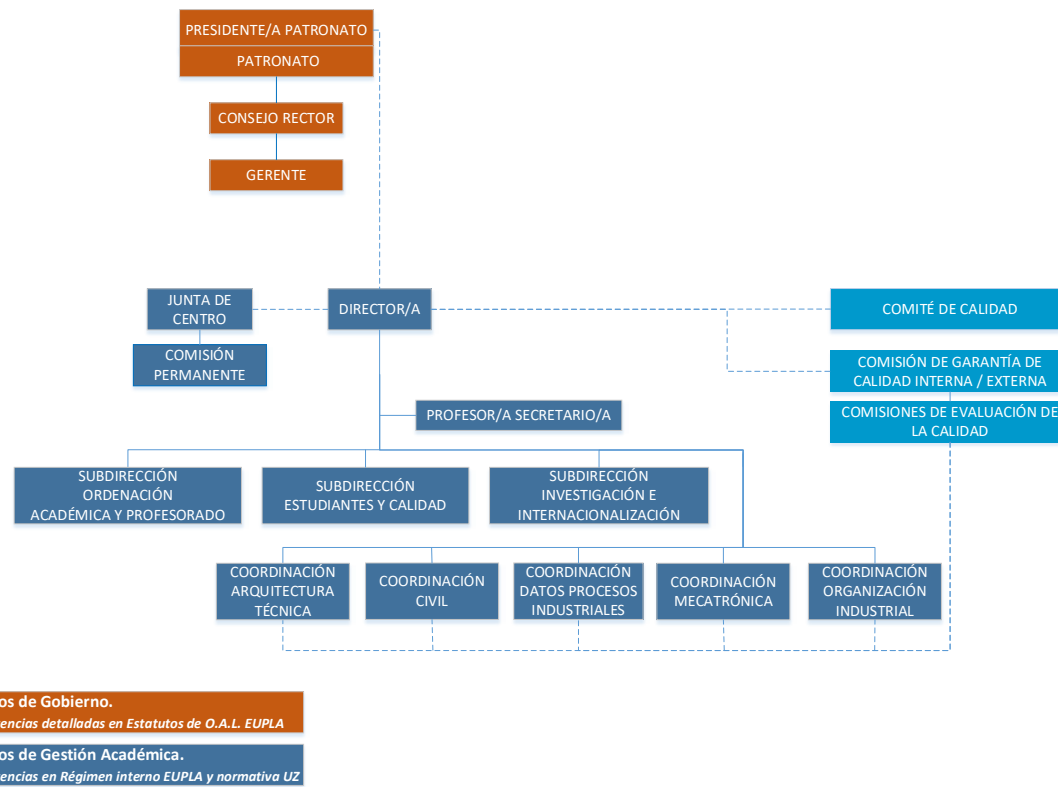 PRESIDENTE/A PATRONATO
PATRONATO
CONSEJO RECTOR
GERENTE
JUNTA DE
CENTRO
DIRECTOR/A
COMITÉ DE CALIDAD
COMISIÓN
PERMANENTE
COMISIÓN DE GARANTÍA DE
CALIDAD INTERNA / EXTERNA
PROFESOR/A SECRETARIO/A
COMISIONES DE EVALUACIÓN DE
LA CALIDAD
SUBDIRECCIÓN
ORDENACIÓN
ACADÉMICA Y PROFESORADO
SUBDIRECCIÓN
ESTUDIANTES Y CALIDAD
SUBDIRECCIÓN
INVESTIGACIÓN E
INTERNACIONALIZACIÓN
COORDINACIÓN
ARQUITECTURA
TÉCNICA
COORDINACIÓN
CIVIL
COORDINACIÓN
DATOS PROCESOS
INDUSTRIALES
COORDINACIÓN
MECATRÓNICA
COORDINACIÓN
ORGANIZACIÓN
INDUSTRIAL
os de Gobierno.
encias detalladas en Estatutos de O.A.L. EUPLA
os de Gestión Académica.
encias en Régimen interno EUPLA y normativa UZ